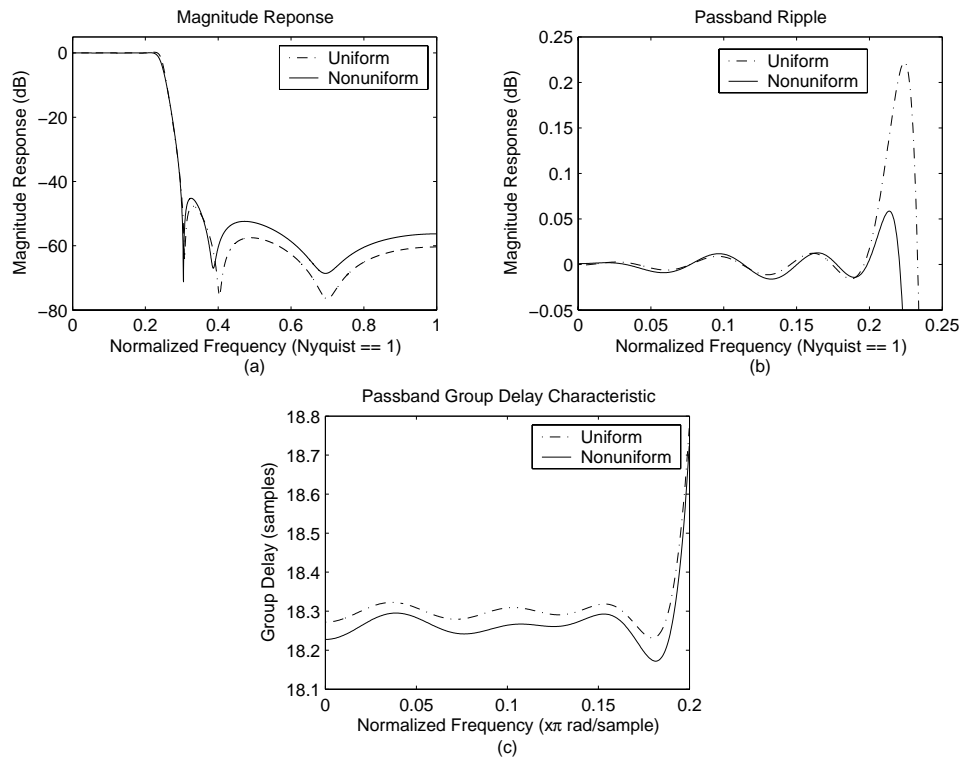 Magnitude Reponse
Uniform
Nonuniform
0
−20
−40
−60
−80
Magnitude Response (dB)
0
0.2
0.4
0.6
0.8
1
Normalized Frequency (Nyquist == 1)
(a)
Passband Ripple
Uniform
Nonuniform
0.25
0.2
0.15
0.1
0.05
0
−0.05
Magnitude Response (dB)
0
0.05
0.1
0.15
0.2
0.25
Normalized Frequency (Nyquist == 1)
(b)
Passband Group Delay Characteristic
Uniform
Nonuniform
18.8
18.7
18.6
18.5
18.4
18.3
18.2
18.1
Group Delay (samples)
0
0.05
0.1
0.15
0.2
Normalized Frequency (xπ rad/sample)
(c)